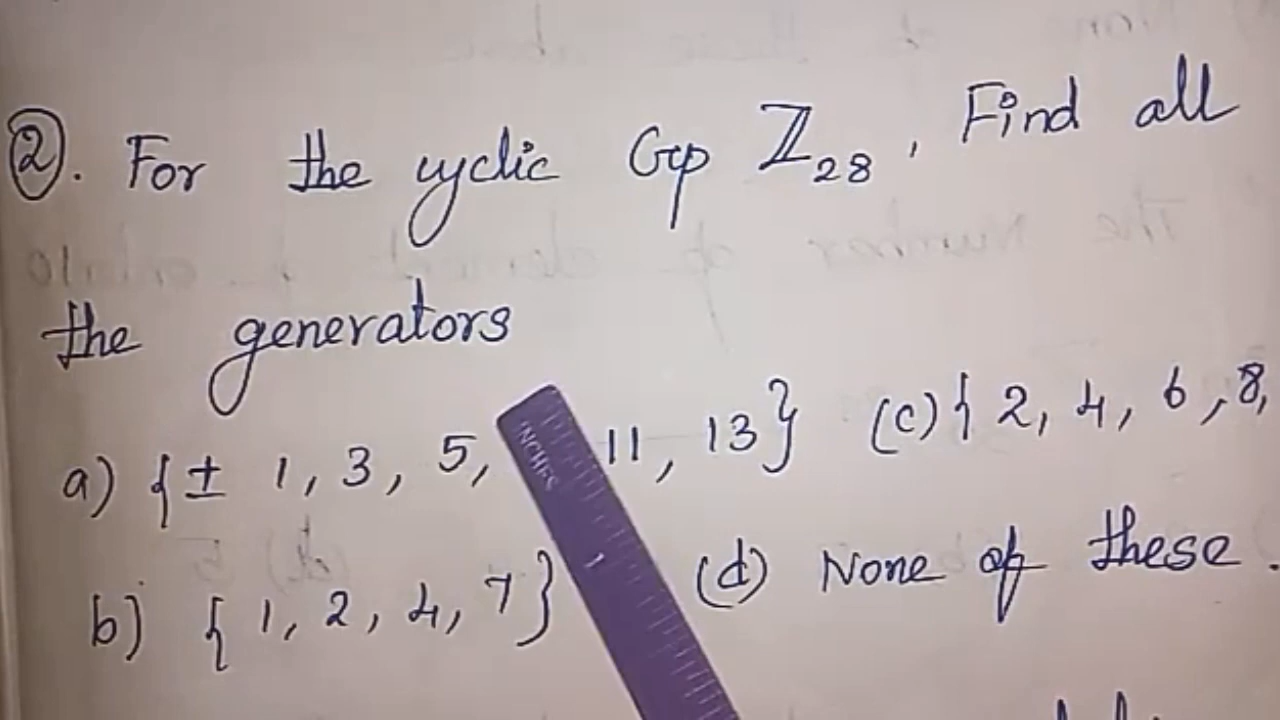 ②. For the cyclic Grp ℤ₂₈, Find all
the generators
a) {± 1, 3, 5, 11, 13} (c) { 2, 4, 6, 8,
b) { 1, 2, 4, 7} (d) None of these.
INCHES